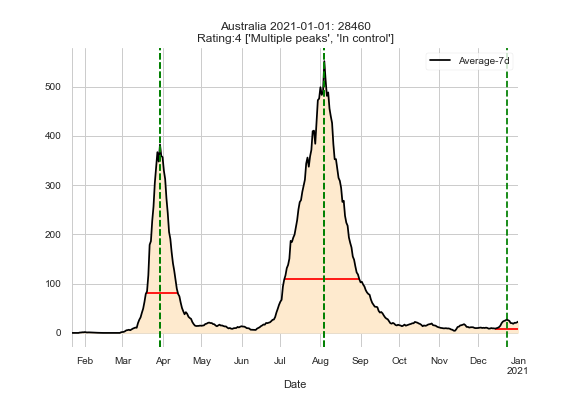 Australia 2021-01-01: 28460
Rating:4 ['Multiple peaks', 'In control']
Average-7d
500
400
300
200
100
0
Feb Mar Apr May Jun Jul Aug Sep Oct Nov Dec Jan
2021
Date